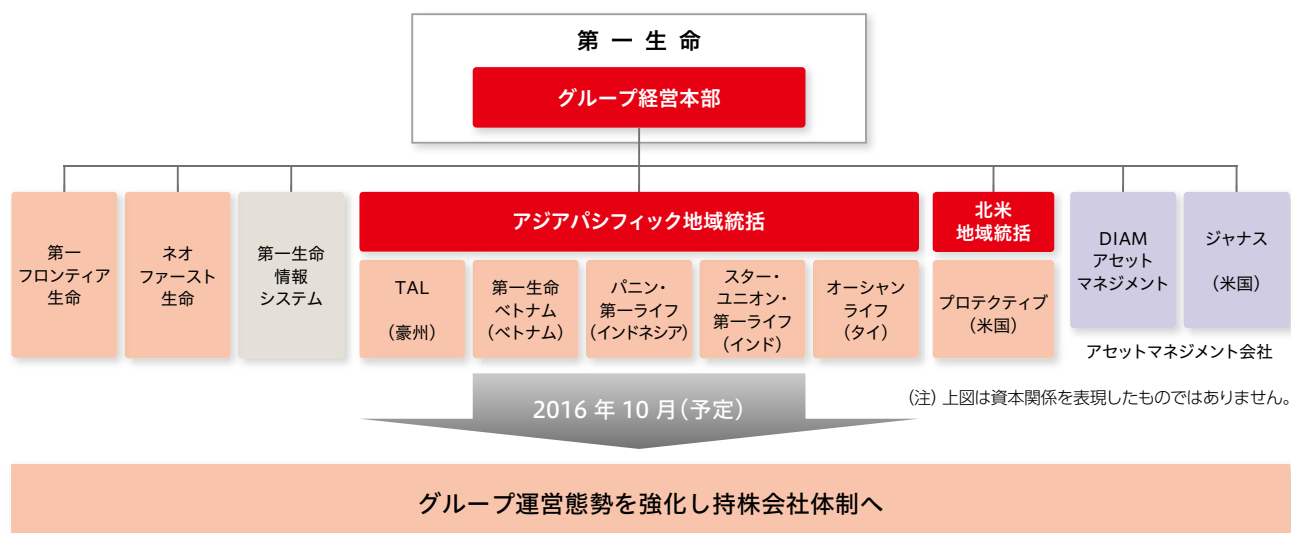 第一生命
グループ経営本部
第一
フロンティア
生命
ネオ
ファースト
生命
第一生命
情報
システム
アジアパシフィック地域統括
TAL
(豪州)
第一生命
ベトナム
(ベトナム)
パニン・
第一ライフ
(インドネシア)
スター・
ユニオン・
第一ライフ
(インド)
オーシャン
ライフ
(タイ)
北米
地域統括
プロテクティブ
(米国)
DIAM
アセット
マネジメント
ジャナス
(米国)
アセットマネジメント会社
(注) 上図は資本関係を表現したものではありません。
2016 年 10 月(予定)
グループ運営態勢を強化し持株会社体制へ